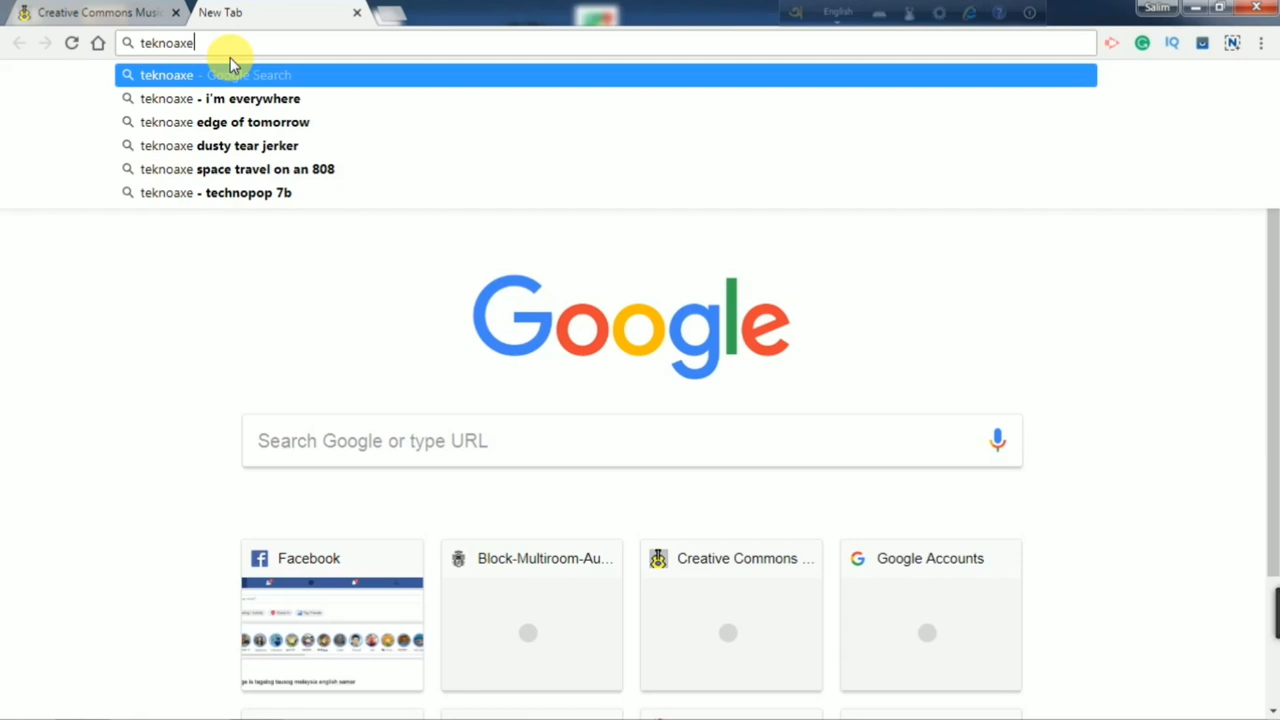 Creative Commons Musi
New Tab
English
Salim
teknoaxe
teknoaxe - Google Search
teknoaxe - i'm everywhere
teknoaxe edge of tomorrow
teknoaxe dusty tear jerker
teknoaxe space travel on an 808
teknoaxe - technopop 7b
Google
Search Google or type URL
Facebook
Block-Multiroom-Au...
Creative Commons ...
Google Accounts